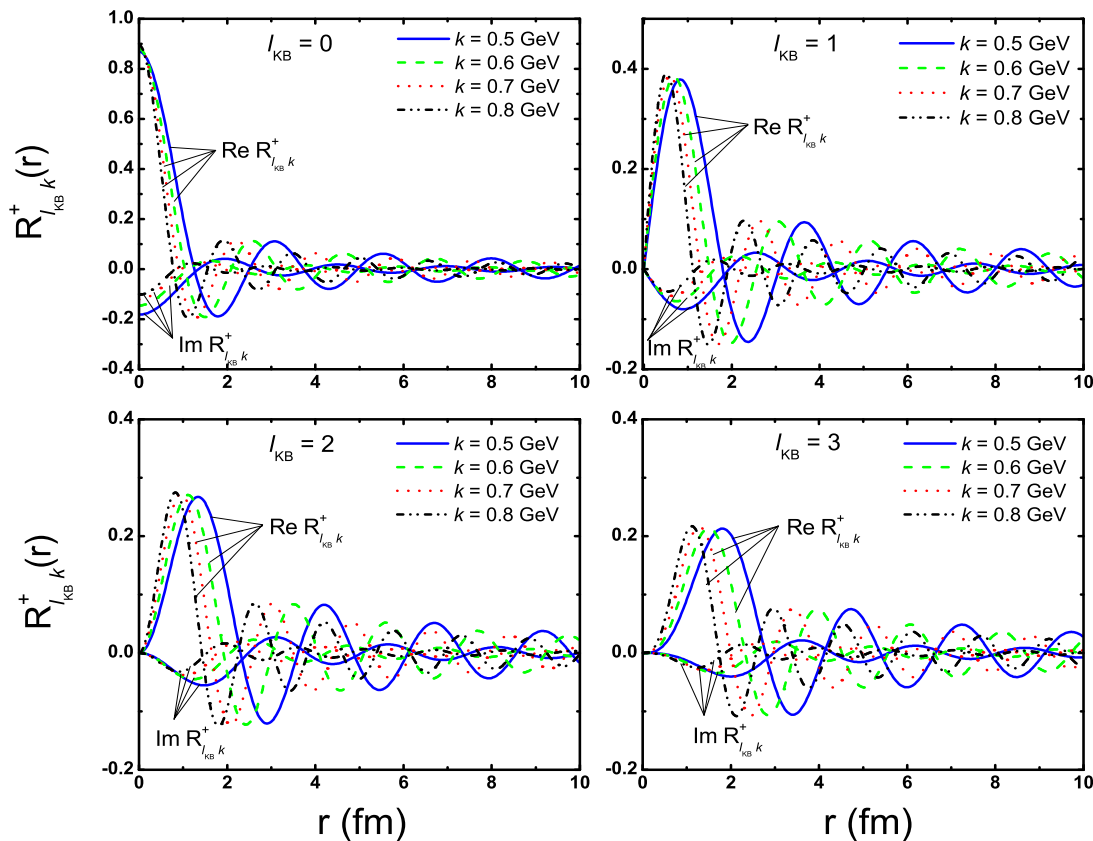 l_KB = 0
k = 0.5 GeV
k = 0.6 GeV
k = 0.7 GeV
k = 0.8 GeV
Re R^+_{l_KB k}
Im R^+_{l_KB k}
R^+_{l_KB k}(r)
1.0
0.8
0.6
0.4
0.2
0.0
-0.2
-0.4
0 2 4 6 8 10
l_KB = 1
k = 0.5 GeV
k = 0.6 GeV
k = 0.7 GeV
k = 0.8 GeV
Re R^+_{l_KB k}
Im R^+_{l_KB k}
0.4
0.2
0.0
-0.2
0 2 4 6 8 10
l_KB = 2
k = 0.5 GeV
k = 0.6 GeV
k = 0.7 GeV
k = 0.8 GeV
Re R^+_{l_KB k}
Im R^+_{l_KB k}
R^+_{l_KB k}(r)
0.4
0.2
0.0
-0.2
0 2 4 6 8 10
r (fm)
l_KB = 3
k = 0.5 GeV
k = 0.6 GeV
k = 0.7 GeV
k = 0.8 GeV
Re R^+_{l_KB k}
Im R^+_{l_KB k}
0.4
0.2
0.0
-0.2
0 2 4 6 8 10
r (fm)